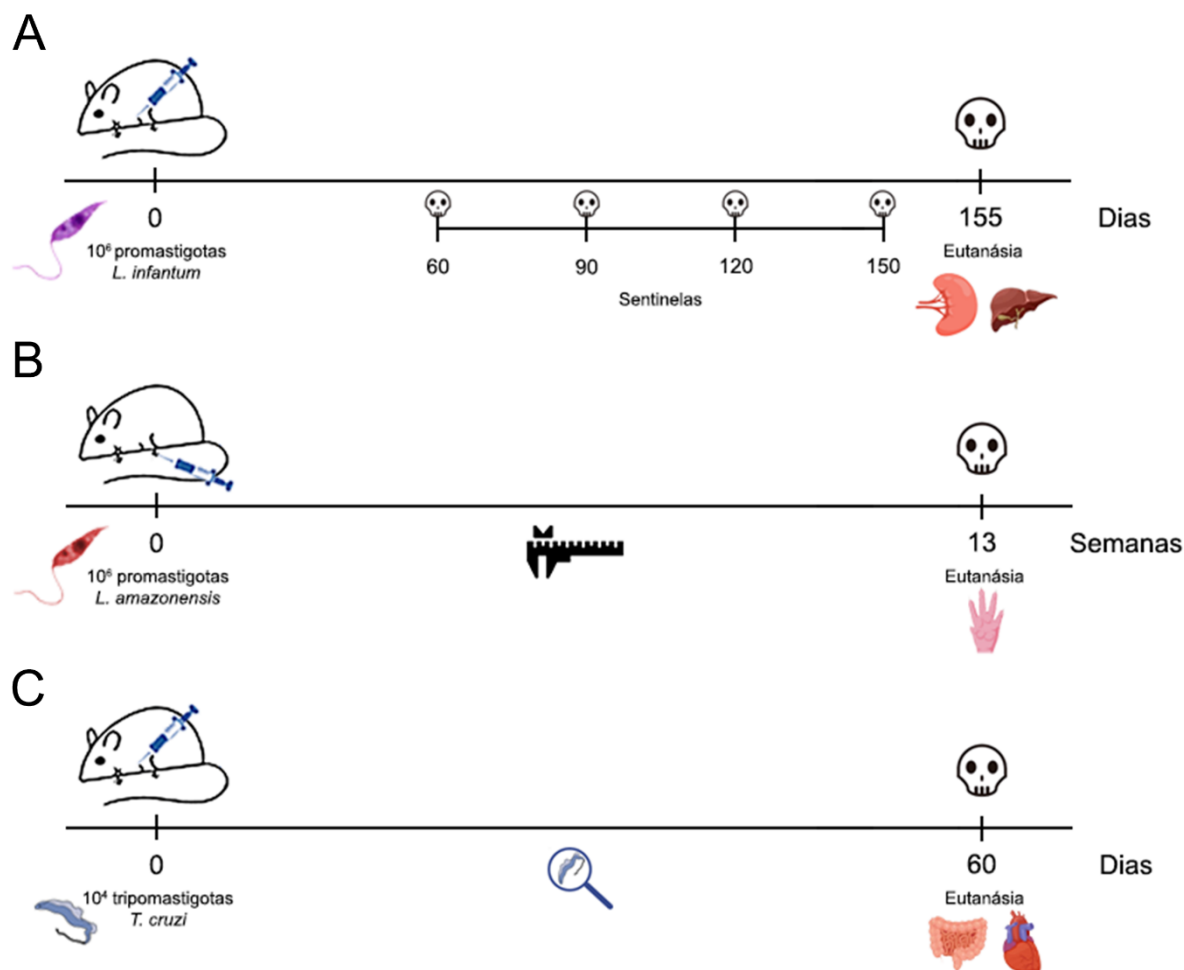 A
0
155
Dias
10⁶ promastigotas
L. infantum
60
90
120
150
Sentinelas
Eutanásia
B
0
13
Semanas
10⁶ promastigotas
L. amazonensis
Eutanásia
C
0
60
Dias
10⁴ tripomastigotas
T. cruzi
Eutanásia